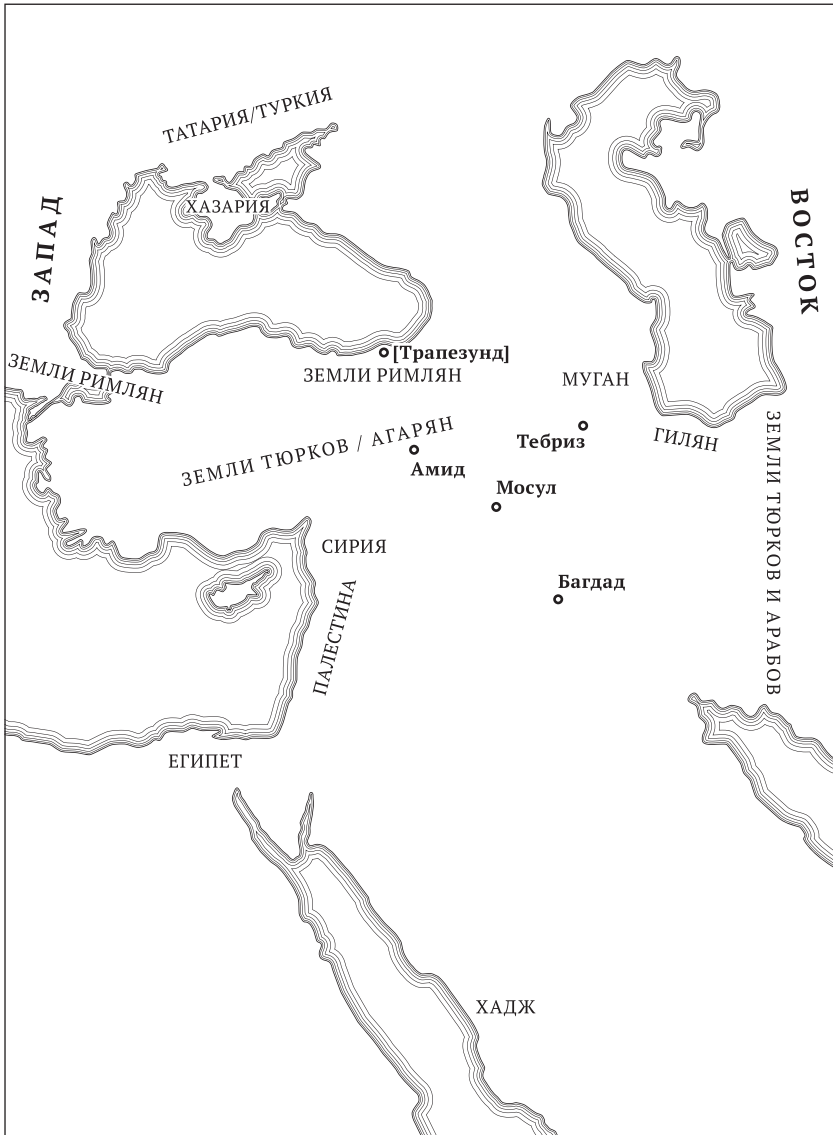 ТАТАРИЯ/ТУРКИЯ
ЗАПАД
ХАЗАРИЯ
ВОСТОК
[Трапезунд]
ЗЕМЛИ РИМЛЯН
ЗЕМЛИ РИМЛЯН
МУГАН
ЗЕМЛИ ТЮРКОВ / АГАРЯН
Тебриз
ГИЛЯН
Амид
Мосул
ЗЕМЛИ ТЮРКОВ И АРАБОВ
СИРИЯ
Багдад
ПАЛЕСТИНА
ЕГИПЕТ
ХАДЖ